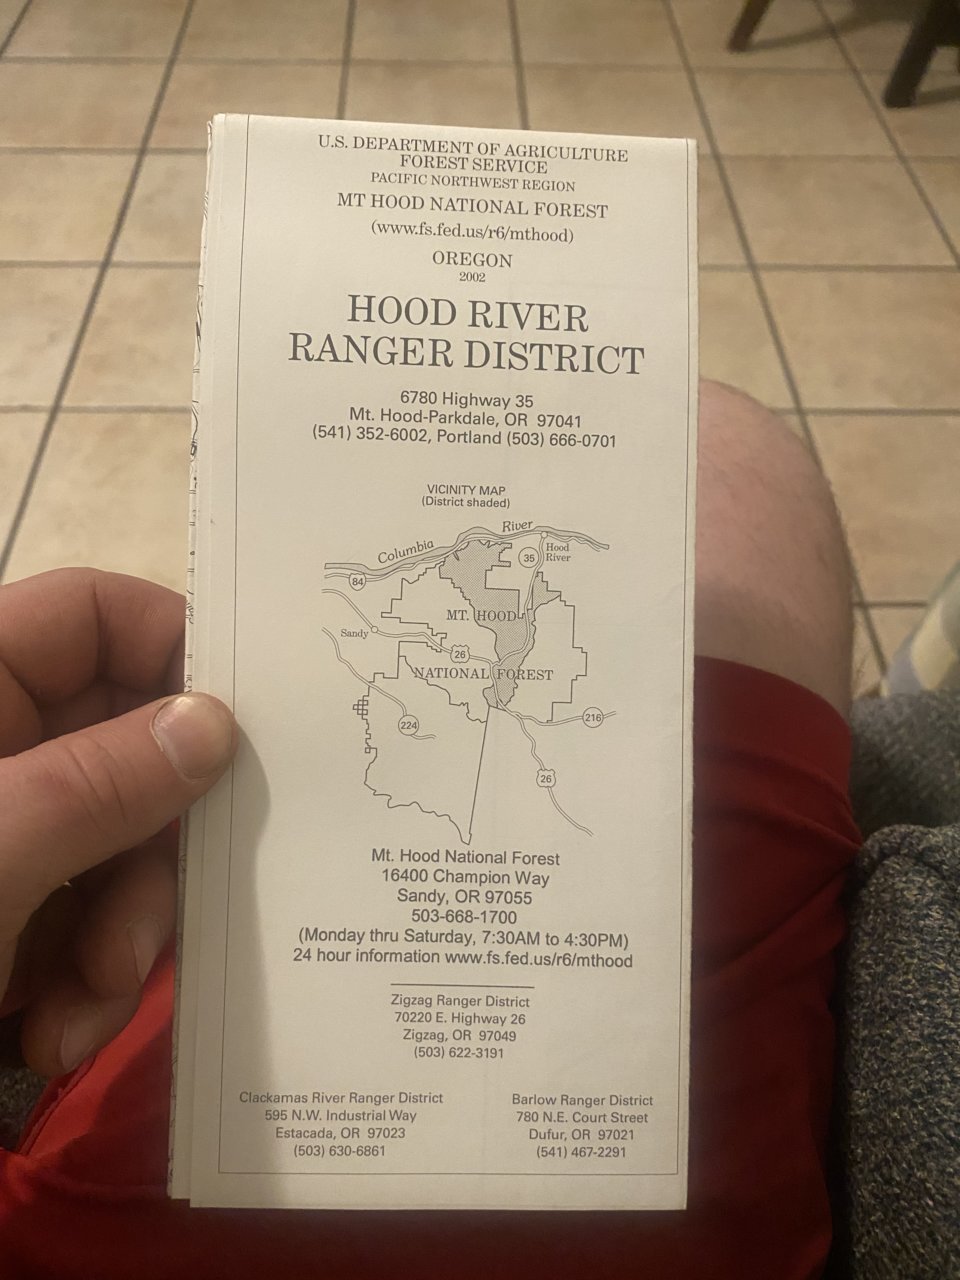 U.S. DEPARTMENT OF AGRICULTURE
FOREST SERVICE
PACIFIC NORTHWEST REGION
MT HOOD NATIONAL FOREST
(www.fs.fed.us/r6/mthood)
OREGON
2002
HOOD RIVER
RANGER DISTRICT
6780 Highway 35
Mt. Hood-Parkdale, OR 97041
(541) 352-6002, Portland (503) 666-0701
VICINITY MAP
(District shaded)
Columbia River
Hood
River
35
84
MT. HOOD
Sandy
26
NATIONAL FOREST
224
216
26
Mt. Hood National Forest
16400 Champion Way
Sandy, OR 97055
503-668-1700
(Monday thru Saturday, 7:30AM to 4:30PM)
24 hour information www.fs.fed.us/r6/mthood
Zigzag Ranger District
70220 E. Highway 26
Zigzag, OR 97049
(503) 622-3191
Clackamas River Ranger District
595 N.W. Industrial Way
Estacada, OR 97023
(503) 630-6861
Barlow Ranger District
780 N.E. Court Street
Dufur, OR 97021
(541) 467-2291